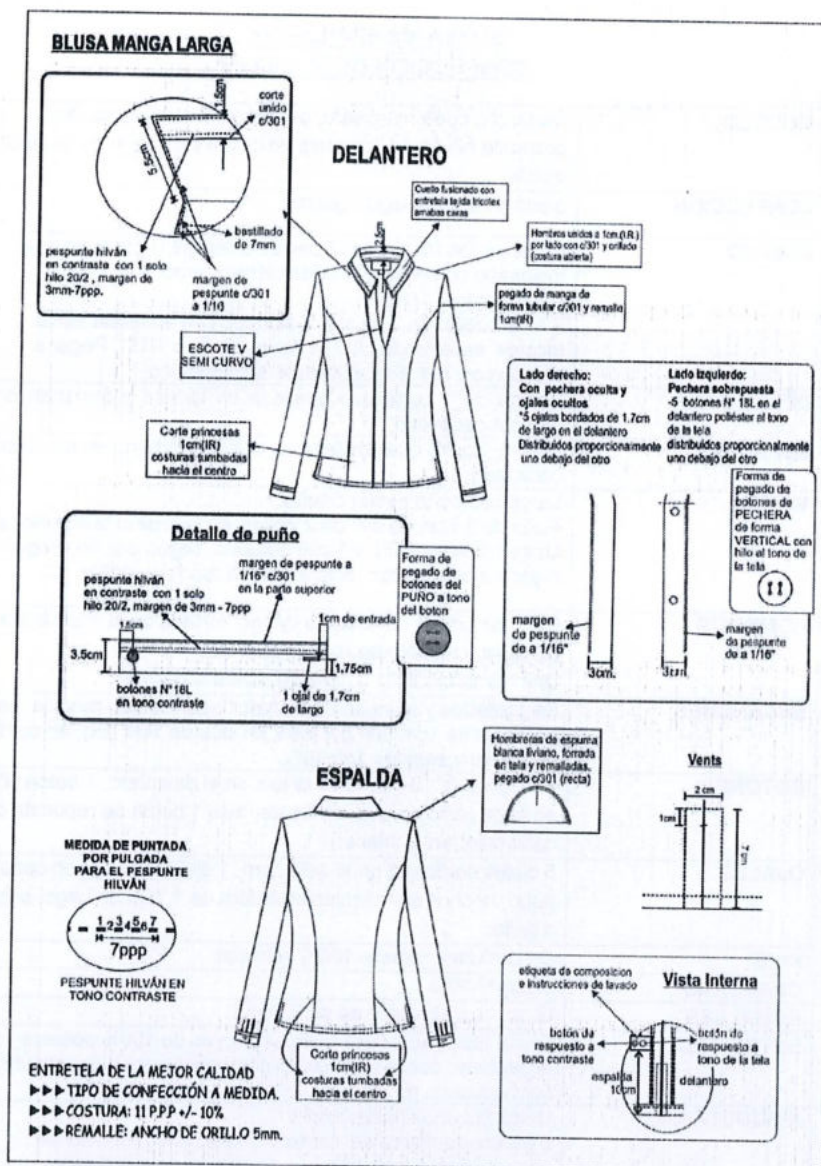 BLUSA MANGA LARGA
1.5cm
corte
unido
c/301
5.5cm
bastillado
de 7mm
pespunte hilván
en contraste con 1 solo
hilo 20/2 , margen de
3mm-7ppp.
margen de
pespunte c/301
a 1/16
DELANTERO
Cuello fusionado con
entretela tejida tricotex
ambas caras
Hombros unidos a 1cm.(I.R.)
por lado con c/301 y orillado
(costura abierta)
pegado de manga de
forma tubular c/301 y remalle
1cm(IR)
ESCOTE V
SEMI CURVO
Corte princesas
1cm(IR)
costuras tumbadas
hacia el centro
Lado derecho:
Con pechera oculta y
ojales ocultos
*5 ojales bordados de 1.7cm
de largo en el delantero
Distribuidos proporcionalmente
uno debajo del otro
Lado izquierdo:
Pechera sobrepuesta
-5 botones N° 18L en el
delantero poliéster al tono
de la tela
distribuidos proporcionalmente
uno debajo del otro
Forma de
pegado de
botones de
PECHERA
de forma
VERTICAL con
hilo al tono de
la tela
margen
de pespunte
de a 1/16"
3cm.
margen
de pespunte
de a 1/16"
3cm.
Detalle de puño
pespunte hilván
en contraste con 1 solo
hilo 20/2, margen de 3mm - 7ppp
margen de pespunte a
1/16" c/301
en la parte superior
1cm de entrada
3.5cm
1.75cm
botones N° 18L
en tono contraste
1 ojal de 1.7cm
de largo
Forma de
pegado de
botones del
PUÑO a tono
del boton
Hombreras de espuma
blanca liviano, forrada
en tela y remalladas,
pegado c/301 (recta)
ESPALDA
MEDIDA DE PUNTADA
POR PULGADA
PARA EL PESPUNTE
HILVÁN
1 2 3 4 5 6 7
7ppp
PESPUNTE HILVÁN EN
TONO CONTRASTE
Corte princesas
1cm(IR)
costuras tumbadas
hacia el centro
Vents
2 cm
1cm
etiqueta de composición
e instrucciones de lavado
Vista Interna
respuesto a
tono contraste
respuesto a
tono de la tela
espalda
10cm
delantero
ENTRETELA DE LA MEJOR CALIDAD
▶▶▶ TIPO DE CONFECCIÓN A MEDIDA.
▶▶▶ COSTURA: 11 P.P.P +/- 10%
▶▶▶ REMALLE: ANCHO DE ORILLO 5mm.